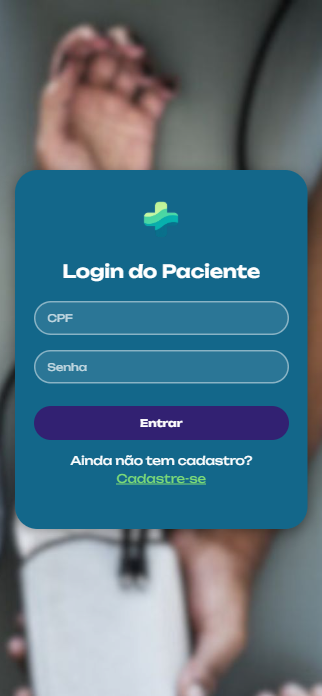 Login do Paciente
CPF
Senha
Entrar
Ainda não tem cadastro?
Cadastre-se